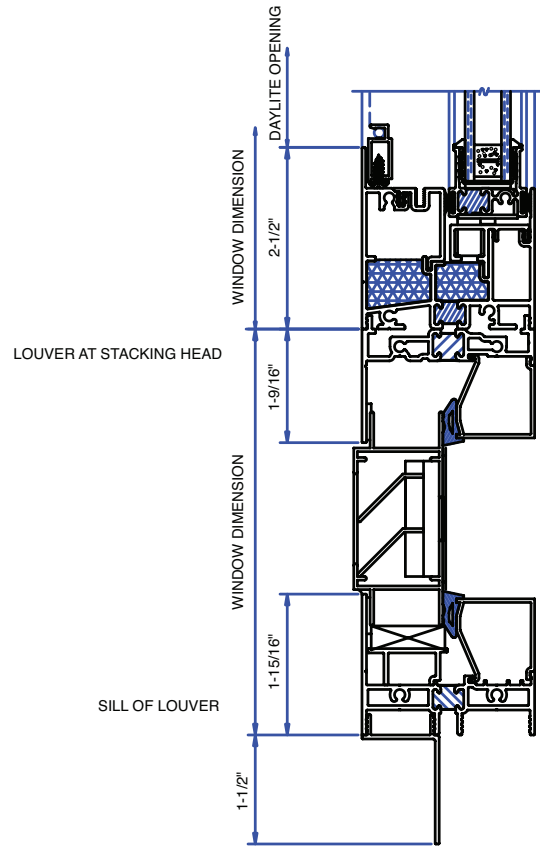 DAYLITE OPENING
WINDOW DIMENSION
2-1/2"
LOUVER AT STACKING HEAD
1-9/16"
WINDOW DIMENSION
1-15/16"
SILL OF LOUVER
1-1/2"